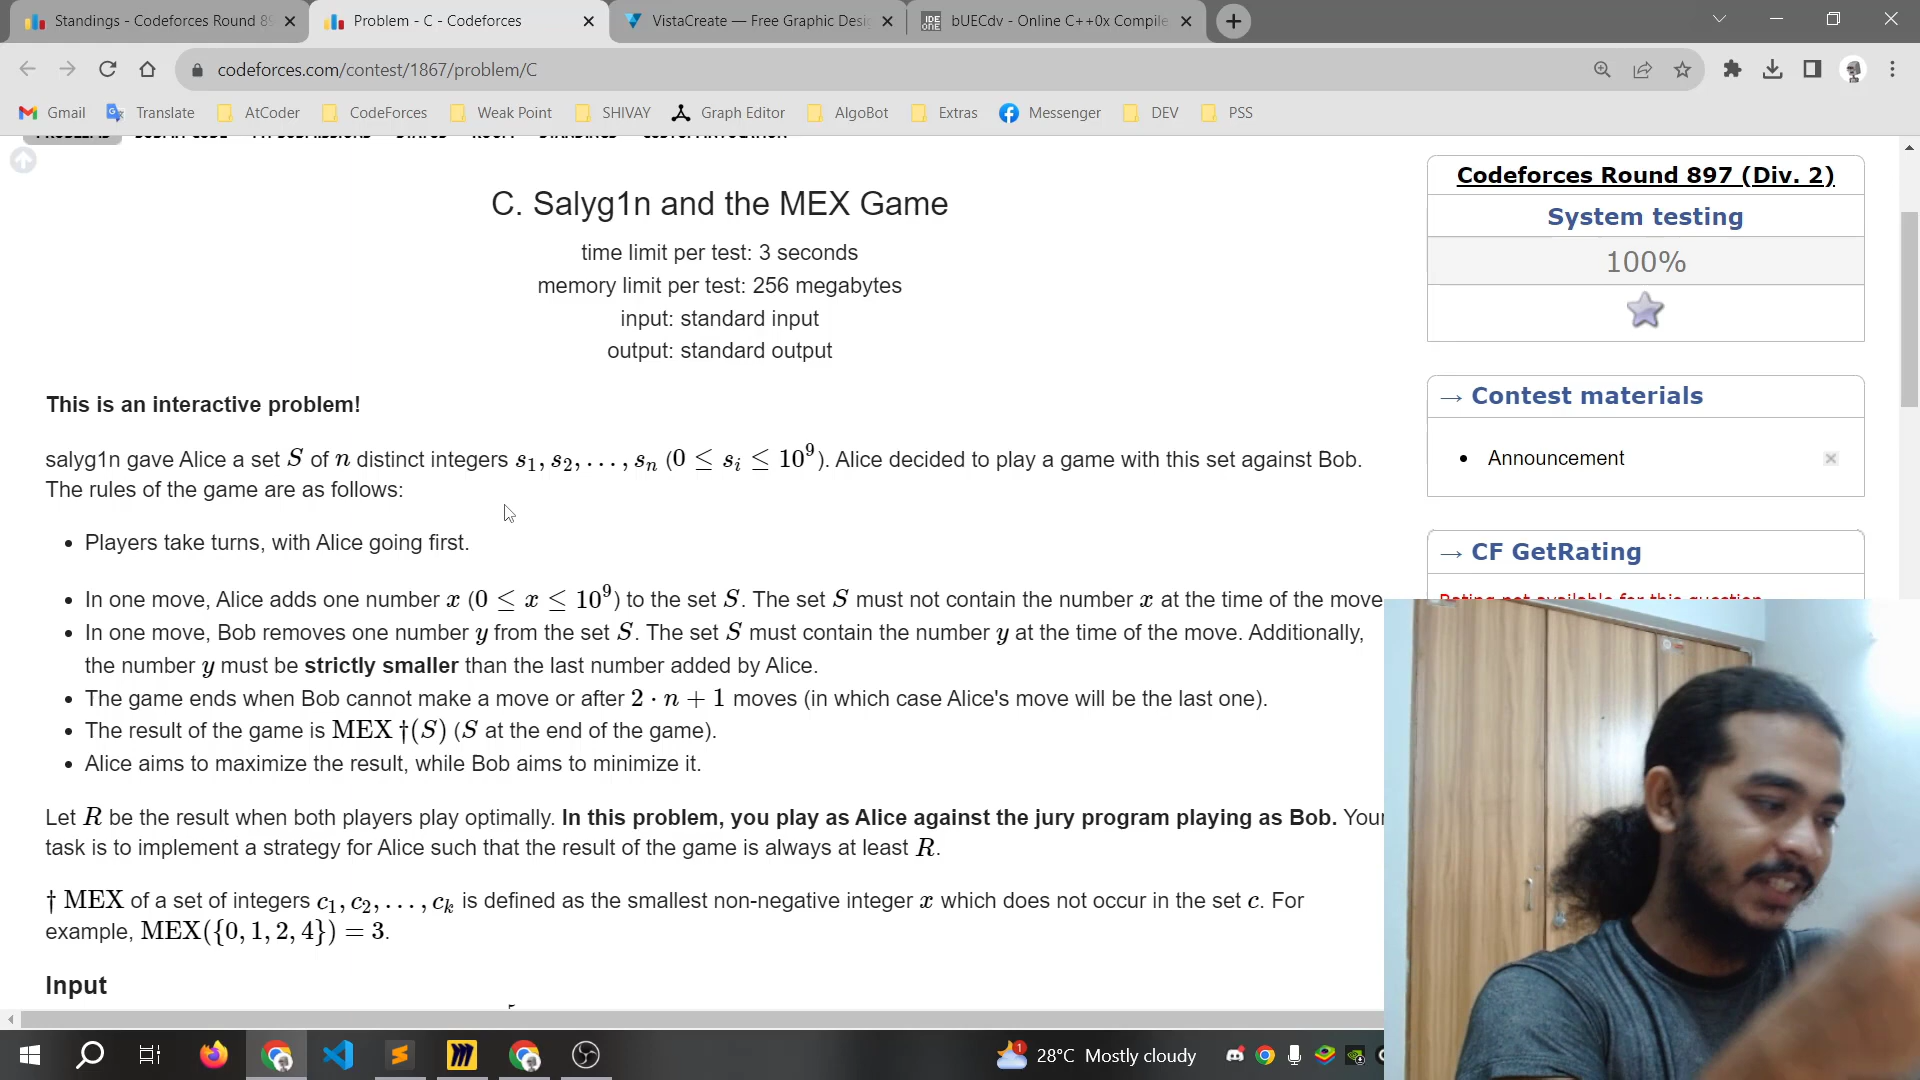 Standings - Codeforces Round 89
Problem - C - Codeforces
VistaCreate — Free Graphic Desi
bUECdv - Online C++0x Compile
codeforces.com/contest/1867/problem/C
Gmail Translate AtCoder CodeForces Weak Point SHIVAY Graph Editor AlgoBot Extras Messenger DEV PSS
C. Salyg1n and the MEX Game
time limit per test: 3 seconds
memory limit per test: 256 megabytes
input: standard input
output: standard output
This is an interactive problem!
salyg1n gave Alice a set S of n distinct integers s₁, s₂, …, sₙ (0 ≤ sᵢ ≤ 10⁹). Alice decided to play a game with this set against Bob.
The rules of the game are as follows:
• Players take turns, with Alice going first.
• In one move, Alice adds one number x (0 ≤ x ≤ 10⁹) to the set S. The set S must not contain the number x at the time of the move
• In one move, Bob removes one number y from the set S. The set S must contain the number y at the time of the move. Additionally,
the number y must be strictly smaller than the last number added by Alice.
• The game ends when Bob cannot make a move or after 2 · n + 1 moves (in which case Alice's move will be the last one).
• The result of the game is MEX †(S) (S at the end of the game).
• Alice aims to maximize the result, while Bob aims to minimize it.
Let R be the result when both players play optimally. In this problem, you play as Alice against the jury program playing as Bob. Your
task is to implement a strategy for Alice such that the result of the game is always at least R.
† MEX of a set of integers c₁, c₂, …, cₖ is defined as the smallest non-negative integer x which does not occur in the set c. For
example, MEX({0, 1, 2, 4}) = 3.
Input
Codeforces Round 897 (Div. 2)
System testing
100%
→ Contest materials
• Announcement
→ CF GetRating
28°C Mostly cloudy